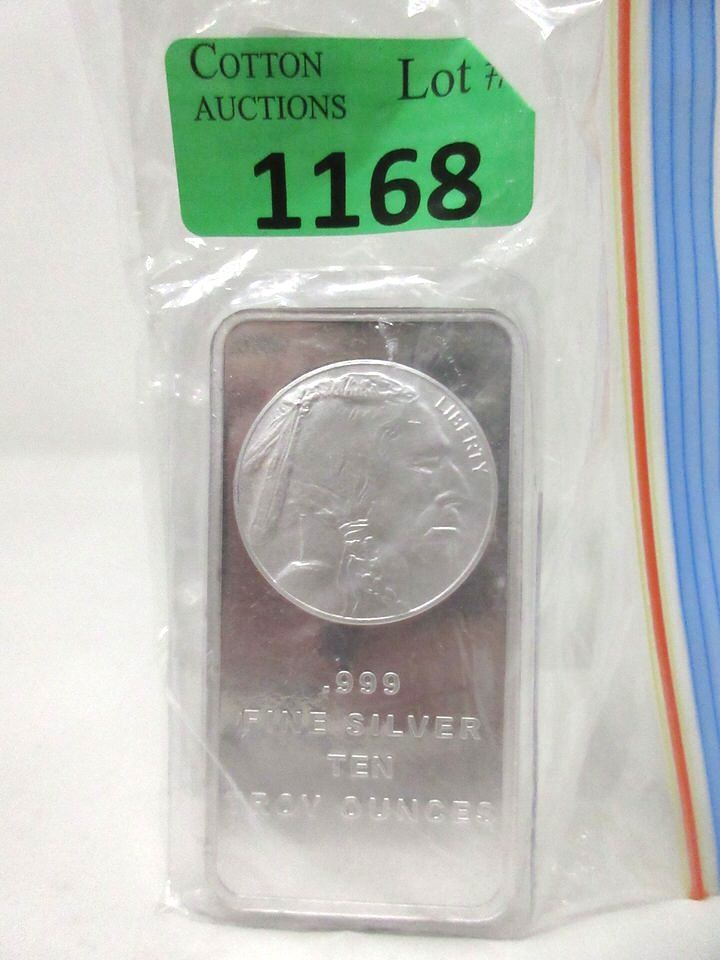 COTTON
AUCTIONS
Lot #
1168
LIBERTY
.999
FINE SILVER
TEN
TROY OUNCES